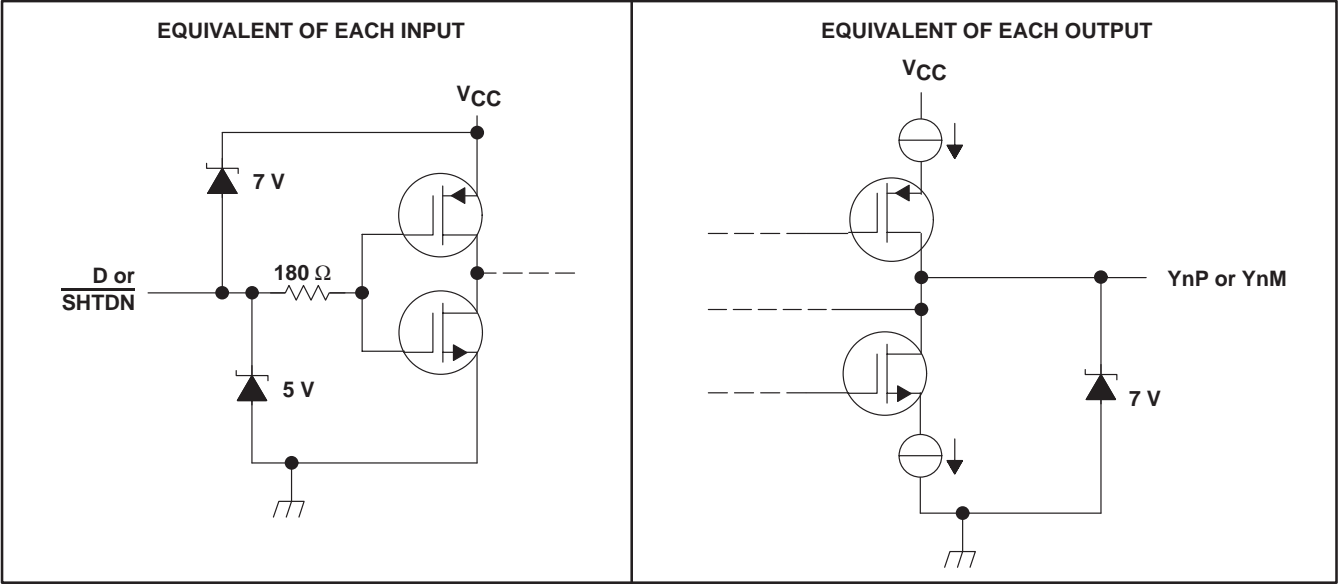 EQUIVALENT OF EACH INPUT
VCC
7 V
D or
SHTDN
180 Ω
5 V
EQUIVALENT OF EACH OUTPUT
VCC
YnP or YnM
7 V